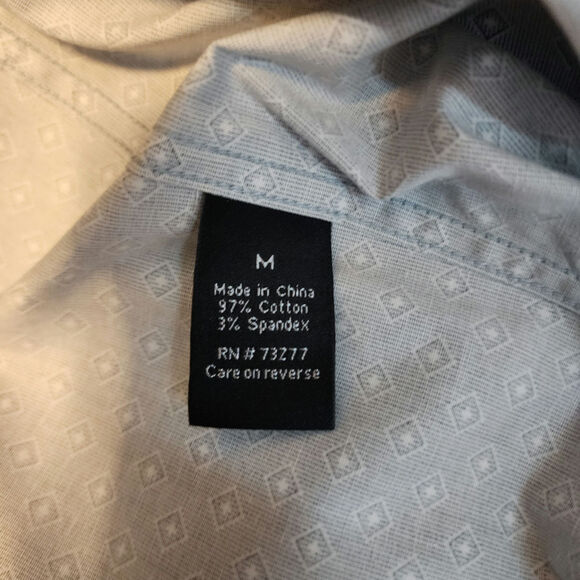 M
Made in China
97% Cotton
3% Spandex
RN # 73277
Care on reverse